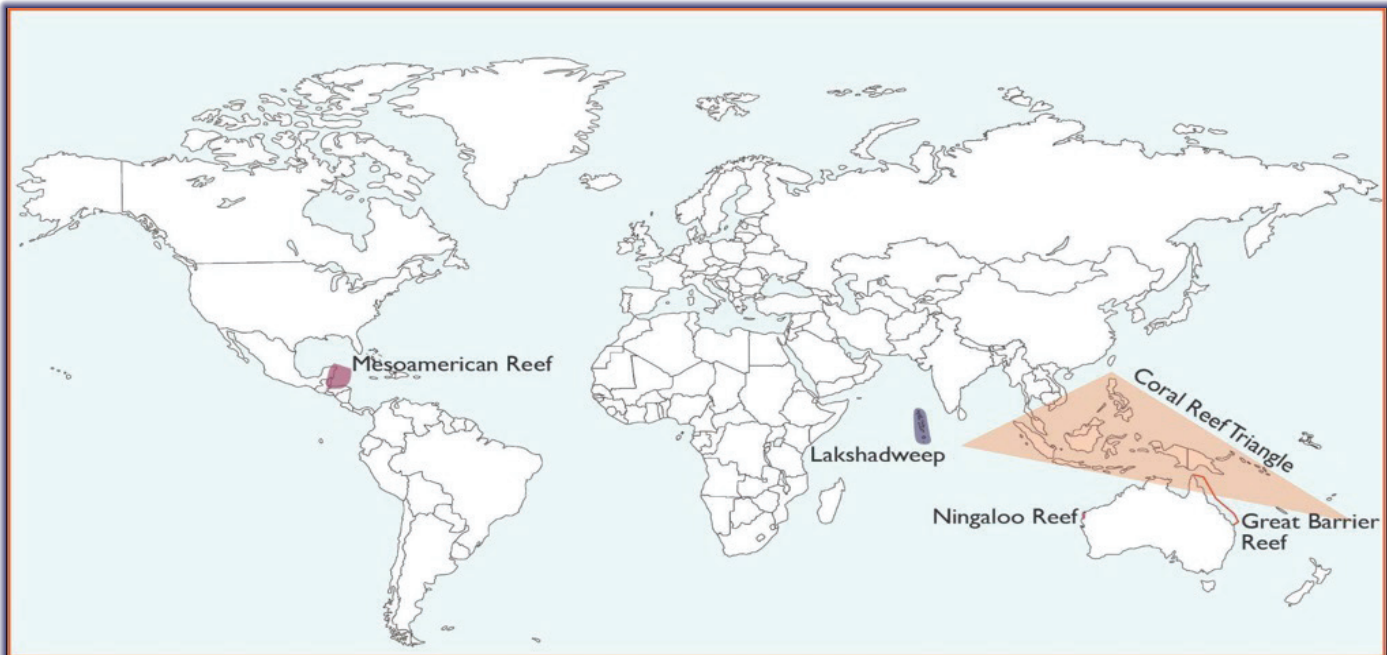 Mesoamerican Reef
Coral Reef Triangle
Lakshadweep
Ningaloo Reef
Great Barrier
Reef